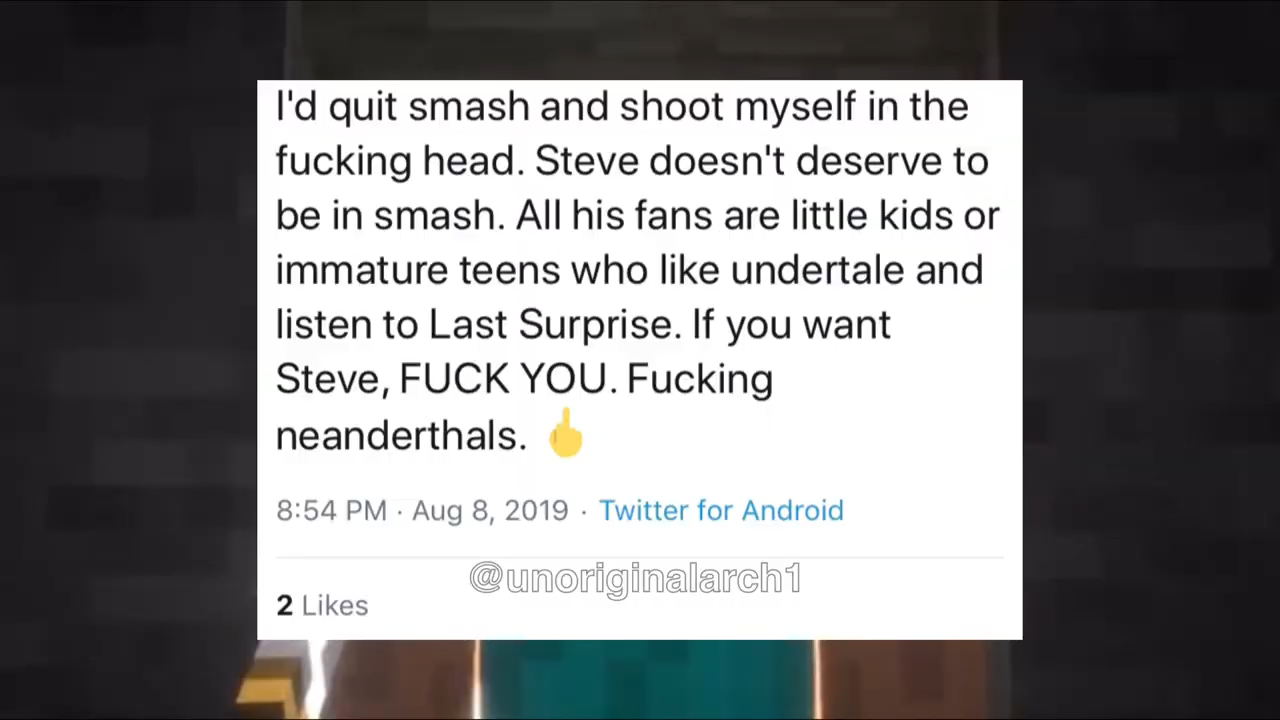 I'd quit smash and shoot myself in the
fucking head. Steve doesn't deserve to
be in smash. All his fans are little kids or
immature teens who like undertale and
listen to Last Surprise. If you want
Steve, FUCK YOU. Fucking
neanderthals. 🖕
8:54 PM · Aug 8, 2019 · Twitter for Android
@unoriginalarch1
2 Likes